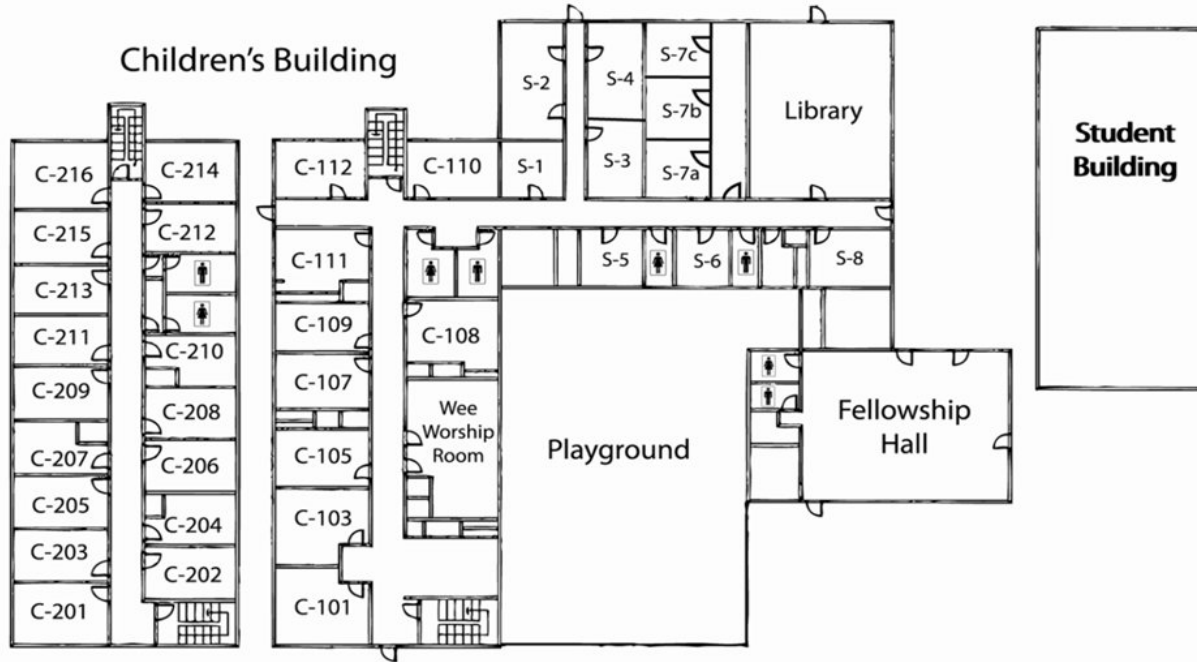 Children's Building
C-216
C-214
C-215
C-212
C-213
C-211
C-210
C-209
C-208
C-207
C-206
C-205
C-204
C-203
C-202
C-201
C-112
C-110
C-111
C-109
C-108
C-107
Wee
Worship
Room
C-105
C-103
C-101
S-2
S-4
S-7c
S-7b
S-1
S-3
S-7a
Library
S-5
S-6
S-8
Playground
Fellowship
Hall
Student
Building